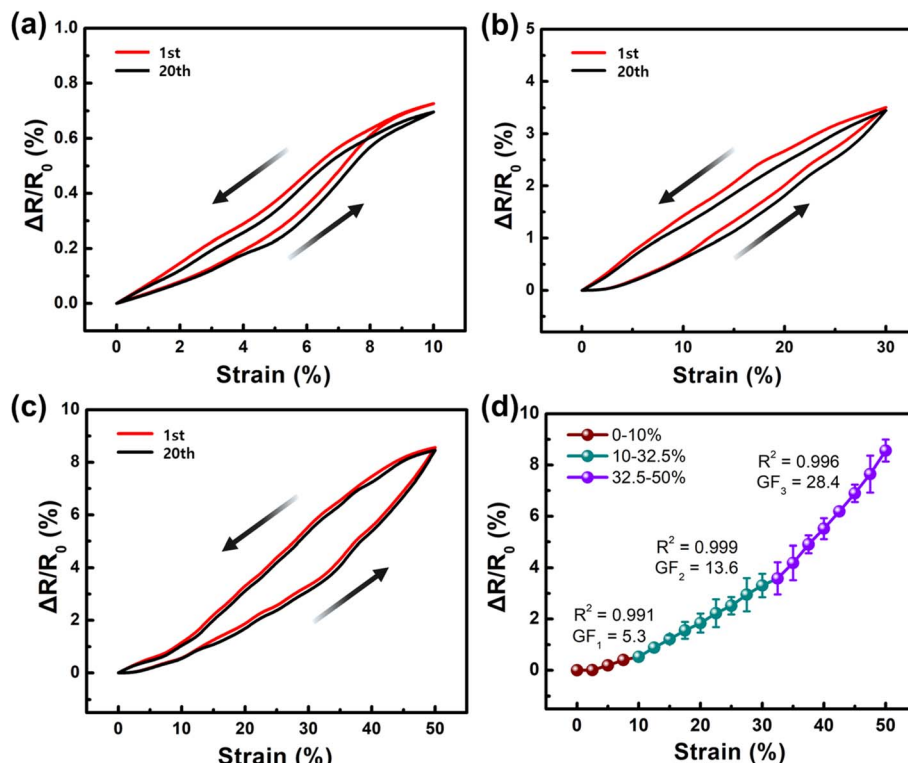 (a)
1st
20th
1.0
0.8
0.6
0.4
0.2
0.0
ΔR/R₀ (%)
0 2 4 6 8 10
Strain (%)
(b)
1st
20th
5
4
3
2
1
0
ΔR/R₀ (%)
0 10 20 30
Strain (%)
(c)
1st
20th
10
8
6
4
2
0
ΔR/R₀ (%)
0 10 20 30 40 50
Strain (%)
(d)
0-10%
10-32.5%
32.5-50%
R² = 0.996
GF₃ = 28.4
R² = 0.999
GF₂ = 13.6
R² = 0.991
GF₁ = 5.3
10
8
6
4
2
0
ΔR/R₀ (%)
0 10 20 30 40 50
Strain (%)